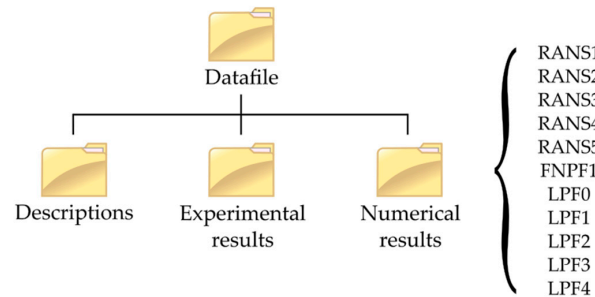 Datafile
Descriptions
Experimental
results
Numerical
results
RANS1
RANS2
RANS3
RANS4
RANS5
FNPF1
LPF0
LPF1
LPF2
LPF3
LPF4